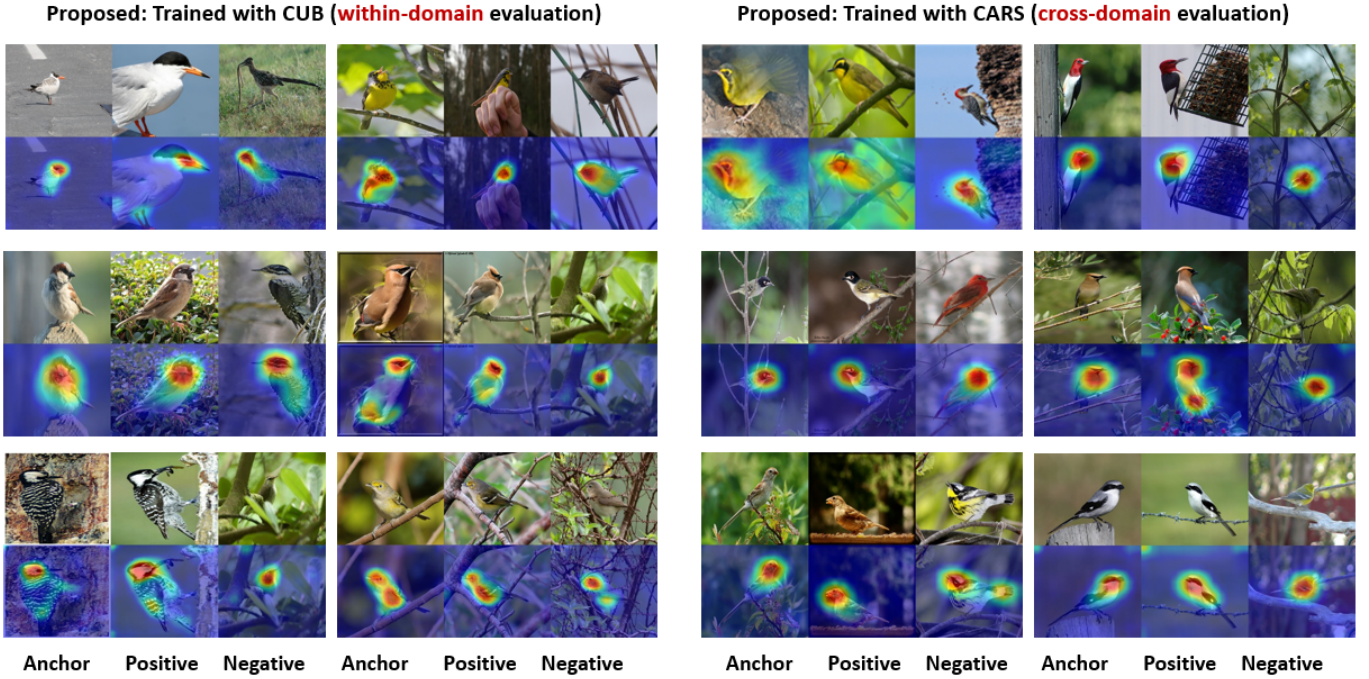 Proposed: Trained with CUB (within-domain evaluation)
Proposed: Trained with CARS (cross-domain evaluation)
Anchor Positive Negative Anchor Positive Negative
Anchor Positive Negative Anchor Positive Negative